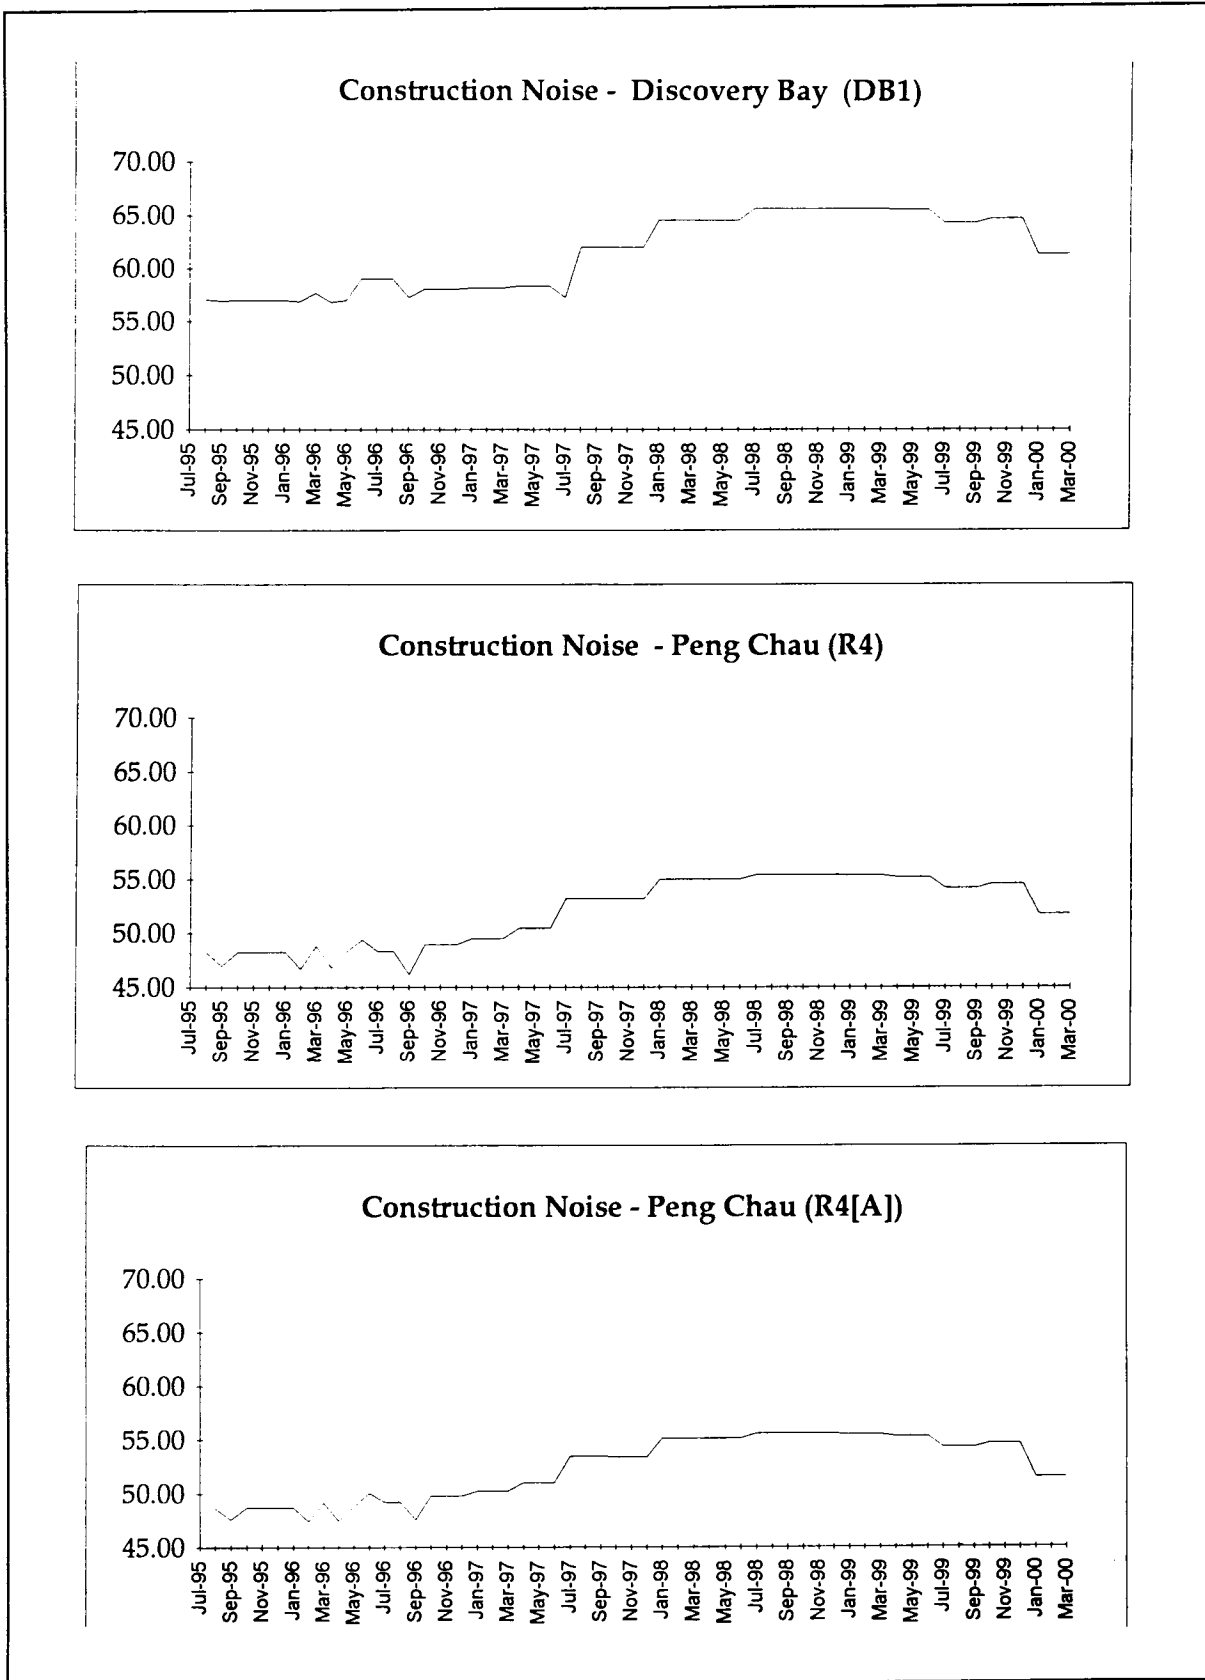 Construction Noise - Discovery Bay (DB1)
70.00
65.00
60.00
55.00
50.00
45.00
Jul-95
Sep-95
Nov-95
Jan-96
Mar-96
May-96
Jul-96
Sep-96
Nov-96
Jan-97
Mar-97
May-97
Jul-97
Sep-97
Nov-97
Jan-98
Mar-98
May-98
Jul-98
Sep-98
Nov-98
Jan-99
Mar-99
May-99
Jul-99
Sep-99
Nov-99
Jan-00
Mar-00
Construction Noise - Peng Chau (R4)
70.00
65.00
60.00
55.00
50.00
45.00
Jul-95
Sep-95
Nov-95
Jan-96
Mar-96
May-96
Jul-96
Sep-96
Nov-96
Jan-97
Mar-97
May-97
Jul-97
Sep-97
Nov-97
Jan-98
Mar-98
May-98
Jul-98
Sep-98
Nov-98
Jan-99
Mar-99
May-99
Jul-99
Sep-99
Nov-99
Jan-00
Mar-00
Construction Noise - Peng Chau (R4[A])
70.00
65.00
60.00
55.00
50.00
45.00
Jul-95
Sep-95
Nov-95
Jan-96
Mar-96
May-96
Jul-96
Sep-96
Nov-96
Jan-97
Mar-97
May-97
Jul-97
Sep-97
Nov-97
Jan-98
Mar-98
May-98
Jul-98
Sep-98
Nov-98
Jan-99
Mar-99
May-99
Jul-99
Sep-99
Nov-99
Jan-00
Mar-00